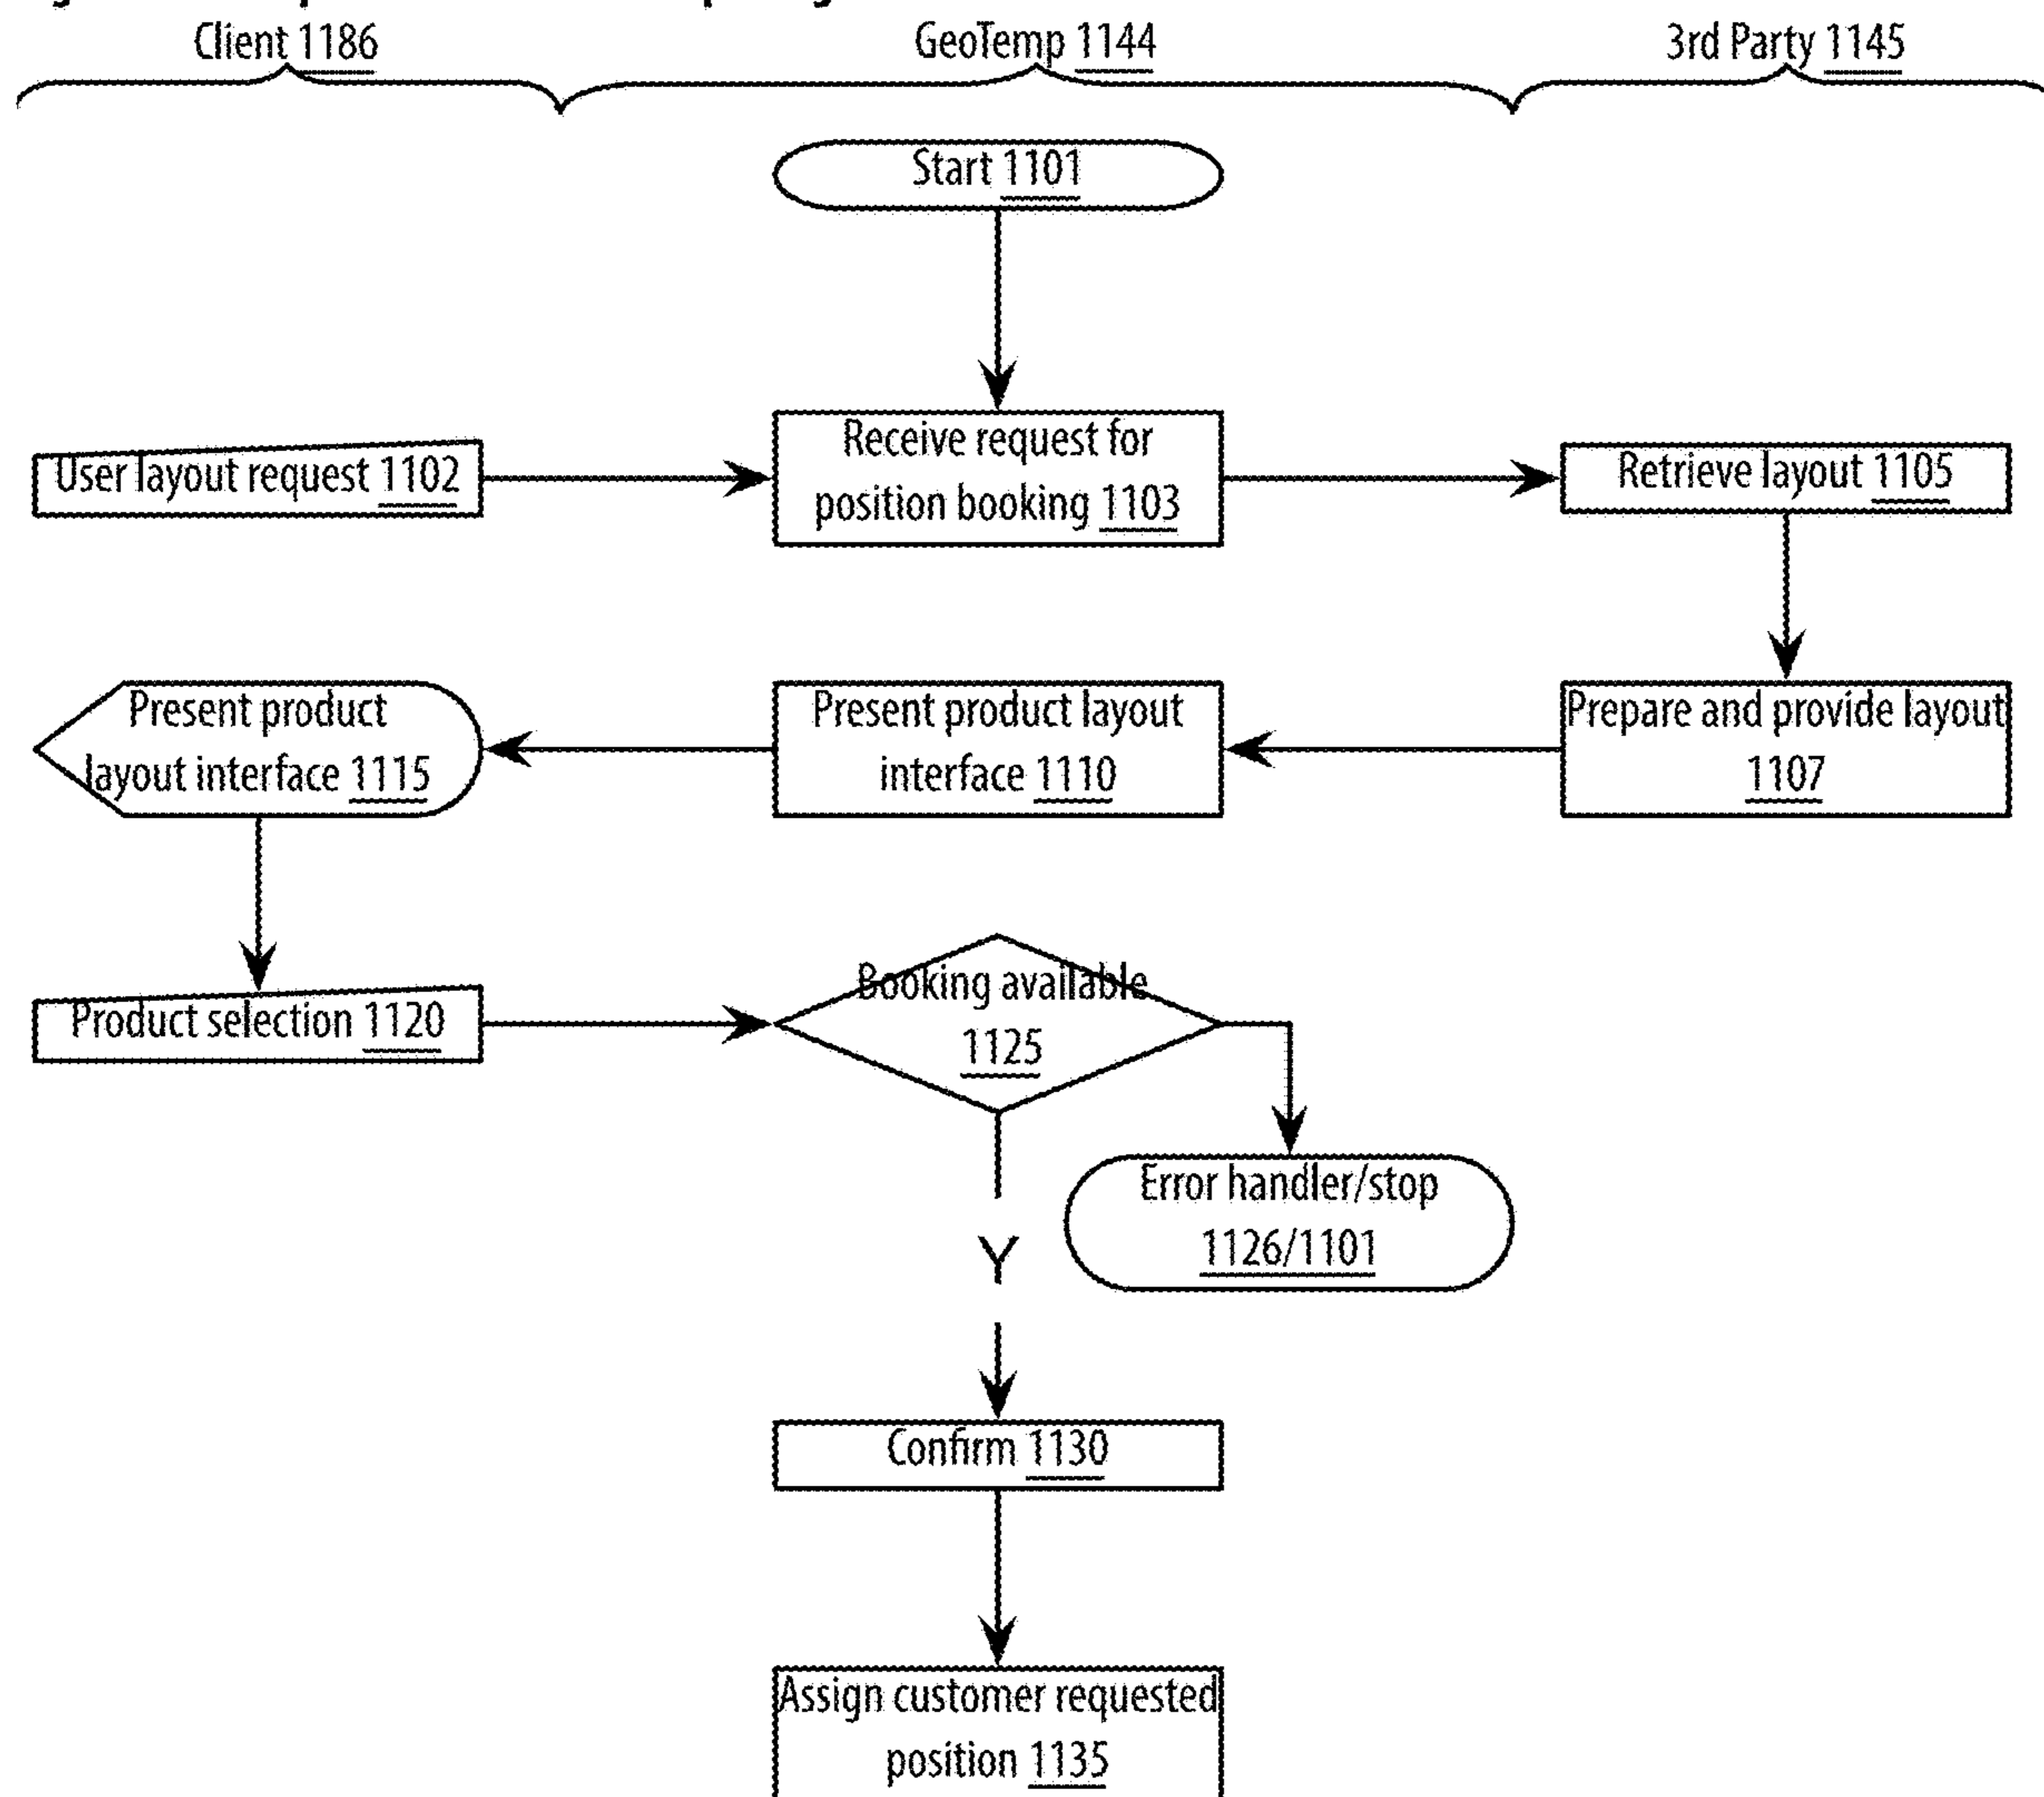 Client 1186
GeoTemp 1144
3rd Party 1145
Start 1101
User layout request 1102
Receive request for
position booking 1103
Retrieve layout 1105
Present product
layout interface 1115
Present product layout
interface 1110
Prepare and provide layout
1107
Product selection 1120
Booking available
1125
Error handler/stop
1126/1101
Y
Confirm 1130
Assign customer requested
position 1135